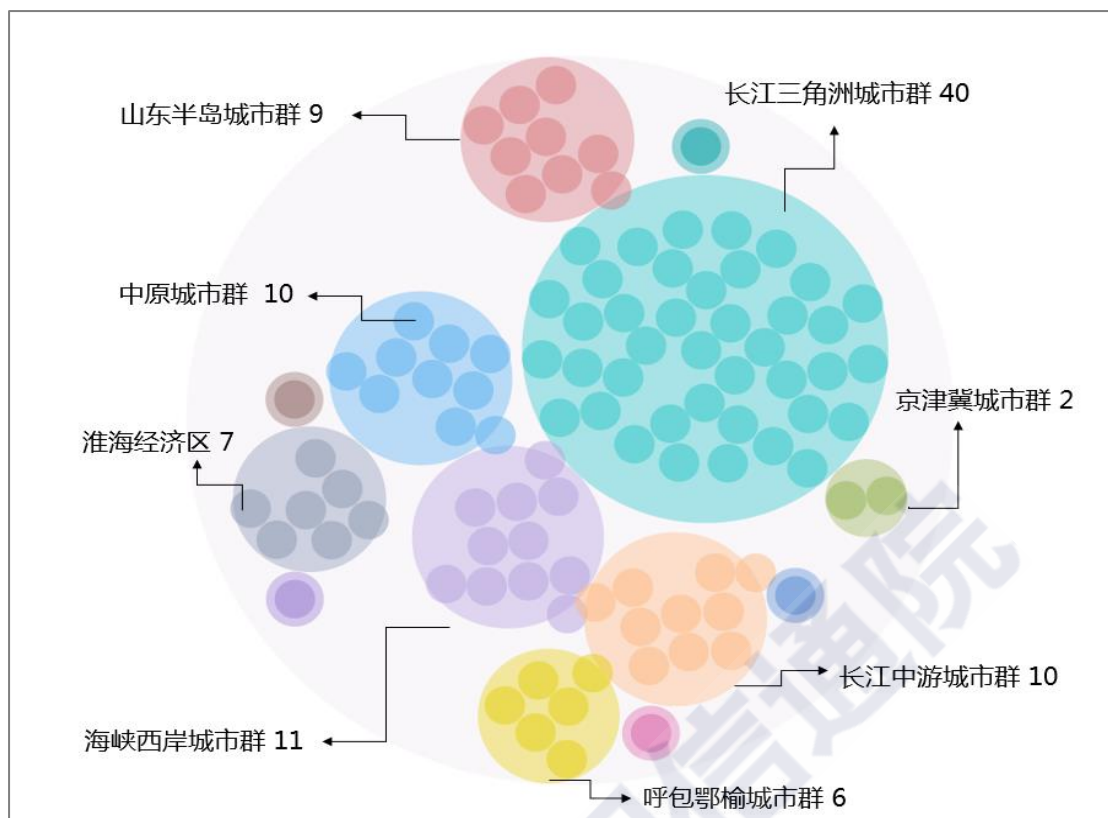 长江三角洲城市群 40
山东半岛城市群 9
中原城市群 10
京津冀城市群 2
淮海经济区 7
长江中游城市群 10
海峡西岸城市群 11
呼包鄂榆城市群 6
信通院